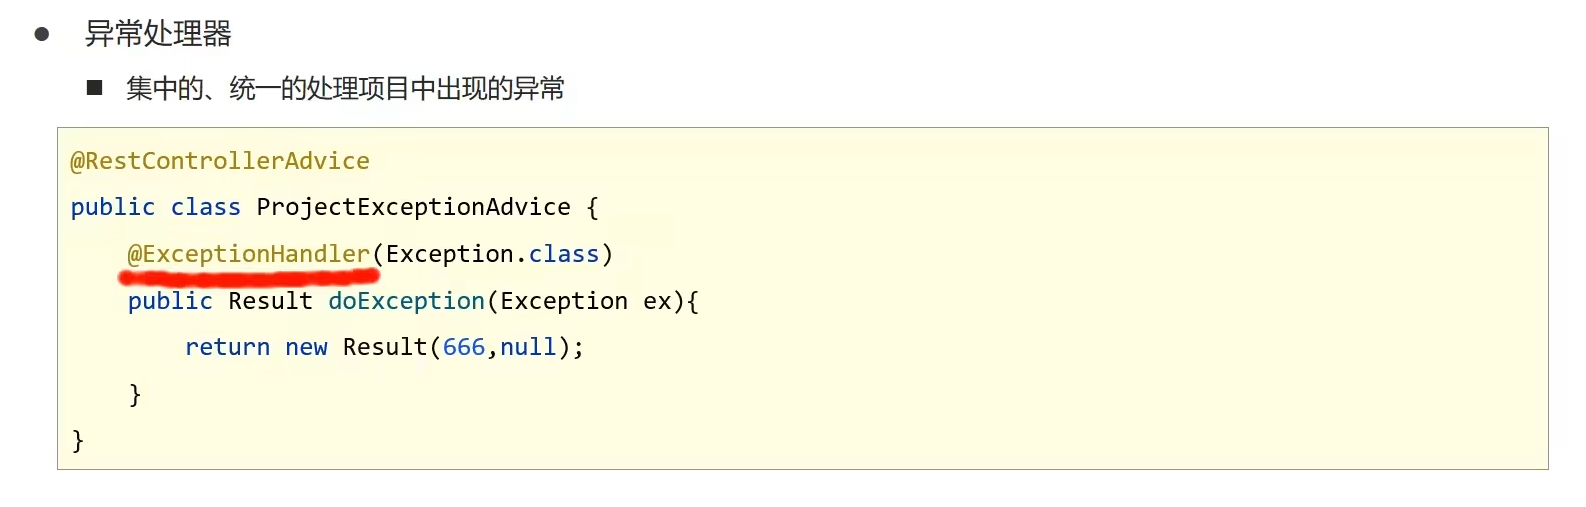 异常处理器
集中的、统一的处理项目中出现的异常
@RestControllerAdvice
public class ProjectExceptionAdvice {
    @ExceptionHandler(Exception.class)
    public Result doException(Exception ex){
        return new Result(666,null);
    }
}